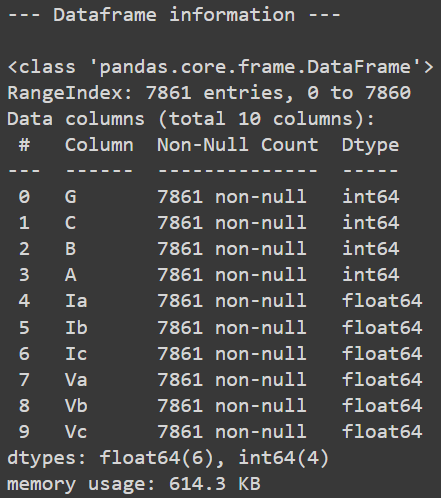 --- Dataframe information ---
<class 'pandas.core.frame.DataFrame'>
RangeIndex: 7861 entries, 0 to 7860
Data columns (total 10 columns):
 #   Column  Non-Null Count  Dtype
---  ------  --------------  -----
 0   G       7861 non-null   int64
 1   C       7861 non-null   int64
 2   B       7861 non-null   int64
 3   A       7861 non-null   int64
 4   Ia      7861 non-null   float64
 5   Ib      7861 non-null   float64
 6   Ic      7861 non-null   float64
 7   Va      7861 non-null   float64
 8   Vb      7861 non-null   float64
 9   Vc      7861 non-null   float64
dtypes: float64(6), int64(4)
memory usage: 614.3 KB